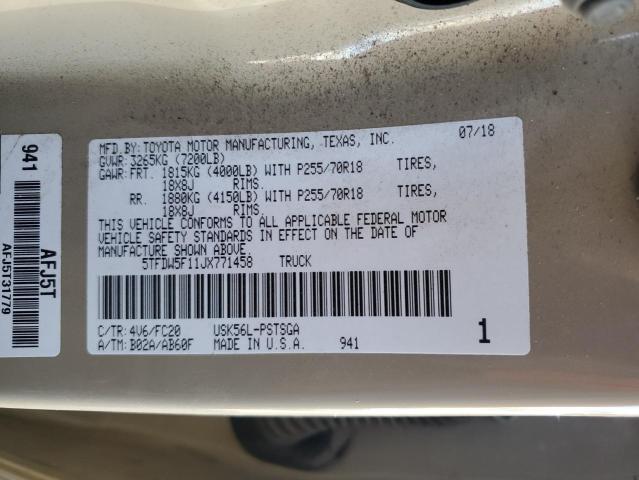 MFD.BY:TOYOTA MOTOR MANUFACTURING, TEXAS, INC. 07/18
GVWR:3265KG (7200LB)
GAWR:FRT. 1815KG (4000LB) WITH P255/70R18 TIRES,
18X8J RIMS.
RR. 1880KG (4150LB) WITH P255/70R18 TIRES,
18X8J RIMS.
THIS VEHICLE CONFORMS TO ALL APPLICABLE FEDERAL MOTOR
VEHICLE SAFETY STANDARDS IN EFFECT ON THE DATE OF
MANUFACTURE SHOWN ABOVE.
5TFDW5F11JX771458 TRUCK
C/TR: 4V6/FC20 USK56L-PSTSGA 1
A/TM: B02A/AB60F MADE IN U.S.A. 941
941
AFJ5T
AFJ5T31779